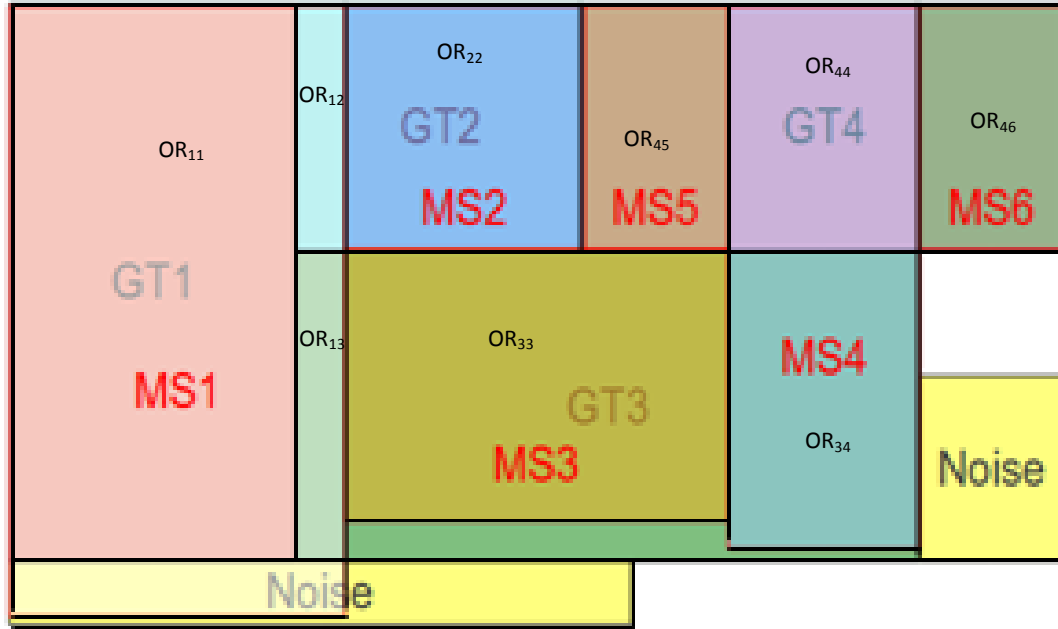 OR₁₁
GT1
MS1
OR₁₂
OR₁₃
OR₂₂
GT2
MS2
OR₄₅
MS5
OR₄₄
GT4
OR₄₆
MS6
OR₃₃
GT3
MS3
MS4
OR₃₄
Noise
Noise